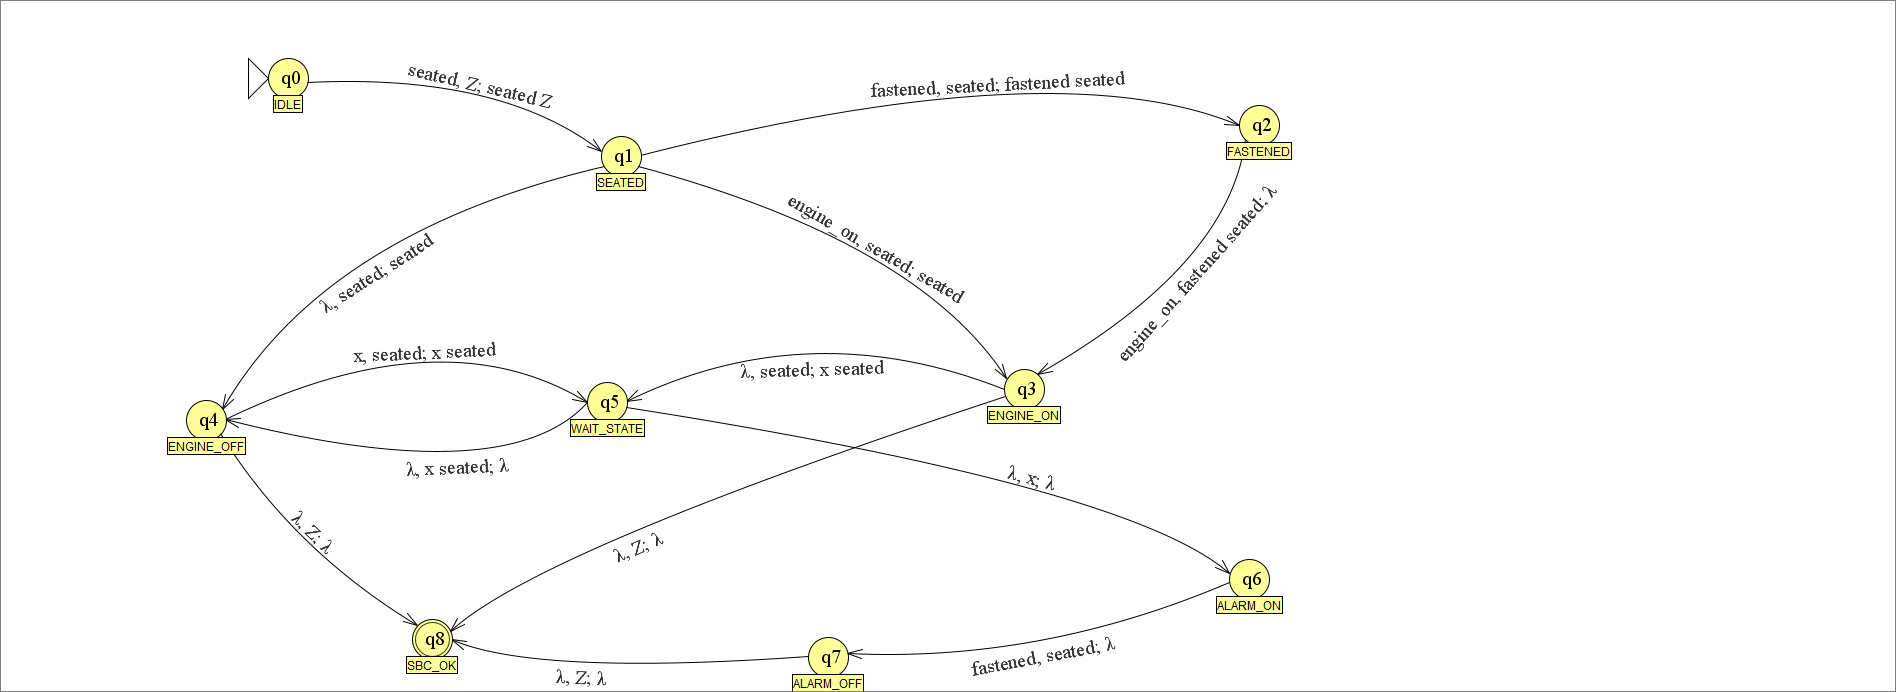 seated, Z; seated Z
q0
IDLE
fastened, seated; fastened seated
q2
FASTENED
q1
SEATED
engine_on, seated; seated
engine_on, fastened seated; λ
λ, seated; seated
x, seated; x seated
λ, seated; x seated
q3
ENGINE_ON
q5
WAIT_STATE
q4
ENGINE_OFF
λ, x seated; λ
λ, x; λ
λ, Z; λ
λ, Z; λ
q6
ALARM_ON
q8
SBC_OK
q7
ALARM_OFF
fastened, seated; λ
λ, Z; λ